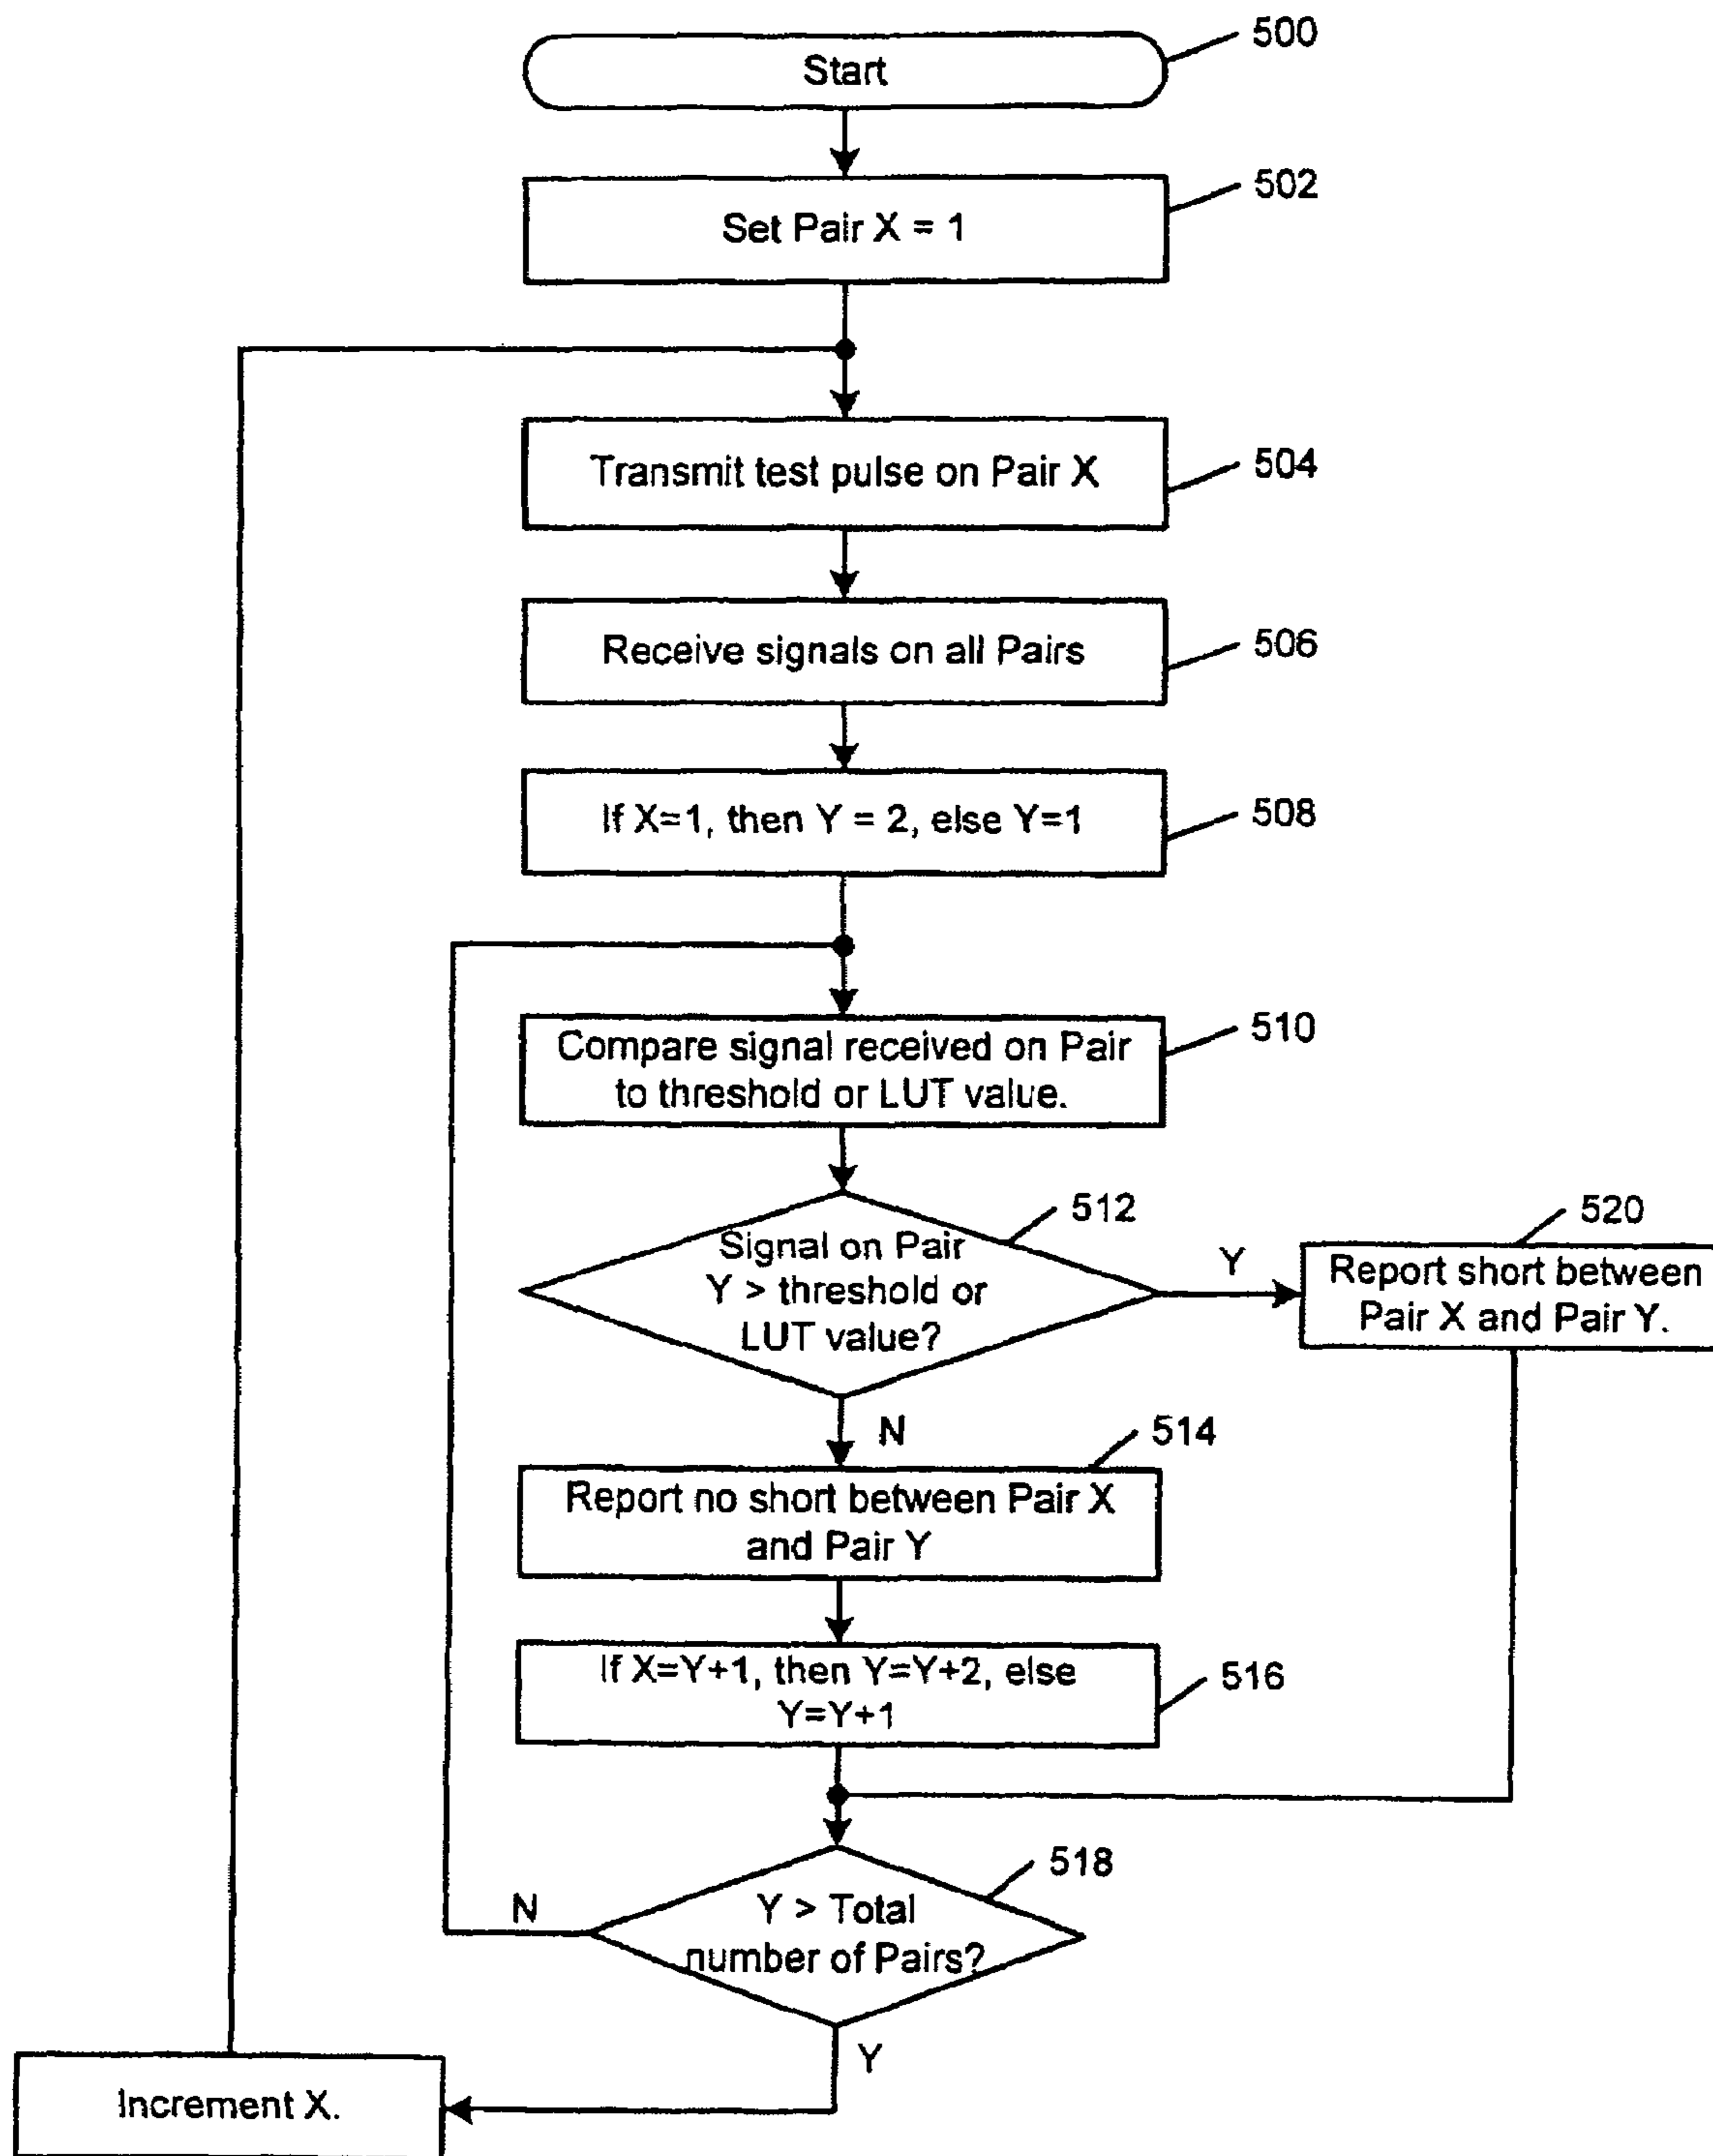 Start
500
Set Pair X = 1
502
Transmit test pulse on Pair X
504
Receive signals on all Pairs
506
If X=1, then Y = 2, else Y=1
508
Compare signal received on Pair
to threshold or LUT value.
510
Signal on Pair
Y > threshold or
LUT value?
512
Y
520
Report short between
Pair X and Pair Y.
N
514
Report no short between Pair X
and Pair Y
If X=Y+1, then Y=Y+2, else
Y=Y+1
516
518
Y > Total
number of Pairs?
N
Y
Increment X.